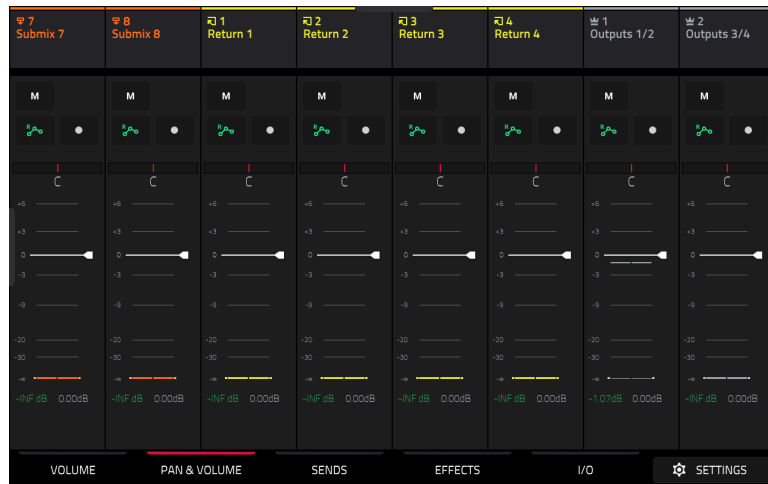 7 8 1 2 3 4 1 2
Submix 7 Submix 8 Return 1 Return 2 Return 3 Return 4 Outputs 1/2 Outputs 3/4
M M M M M M M M
R R R R R R R R
C C C C C C C C
+6 +6 +6 +6 +6 +6 +6 +6
+3 +3 +3 +3 +3 +3 +3 +3
0 0 0 0 0 0 0 0
-3 -3 -3 -3 -3 -3 -3 -3
-9 -9 -9 -9 -9 -9 -9 -9
-20 -20 -20 -20 -20 -20 -20 -20
-30 -30 -30 -30 -30 -30 -30 -30
-∞ -∞ -∞ -∞ -∞ -∞ -∞ -∞
-INF dB 0.00dB -INF dB 0.00dB -INF dB 0.00dB -INF dB 0.00dB -INF dB 0.00dB -INF dB 0.00dB -1.07dB 0.00dB -INF dB 0.00dB
VOLUME PAN & VOLUME SENDS EFFECTS I/O SETTINGS